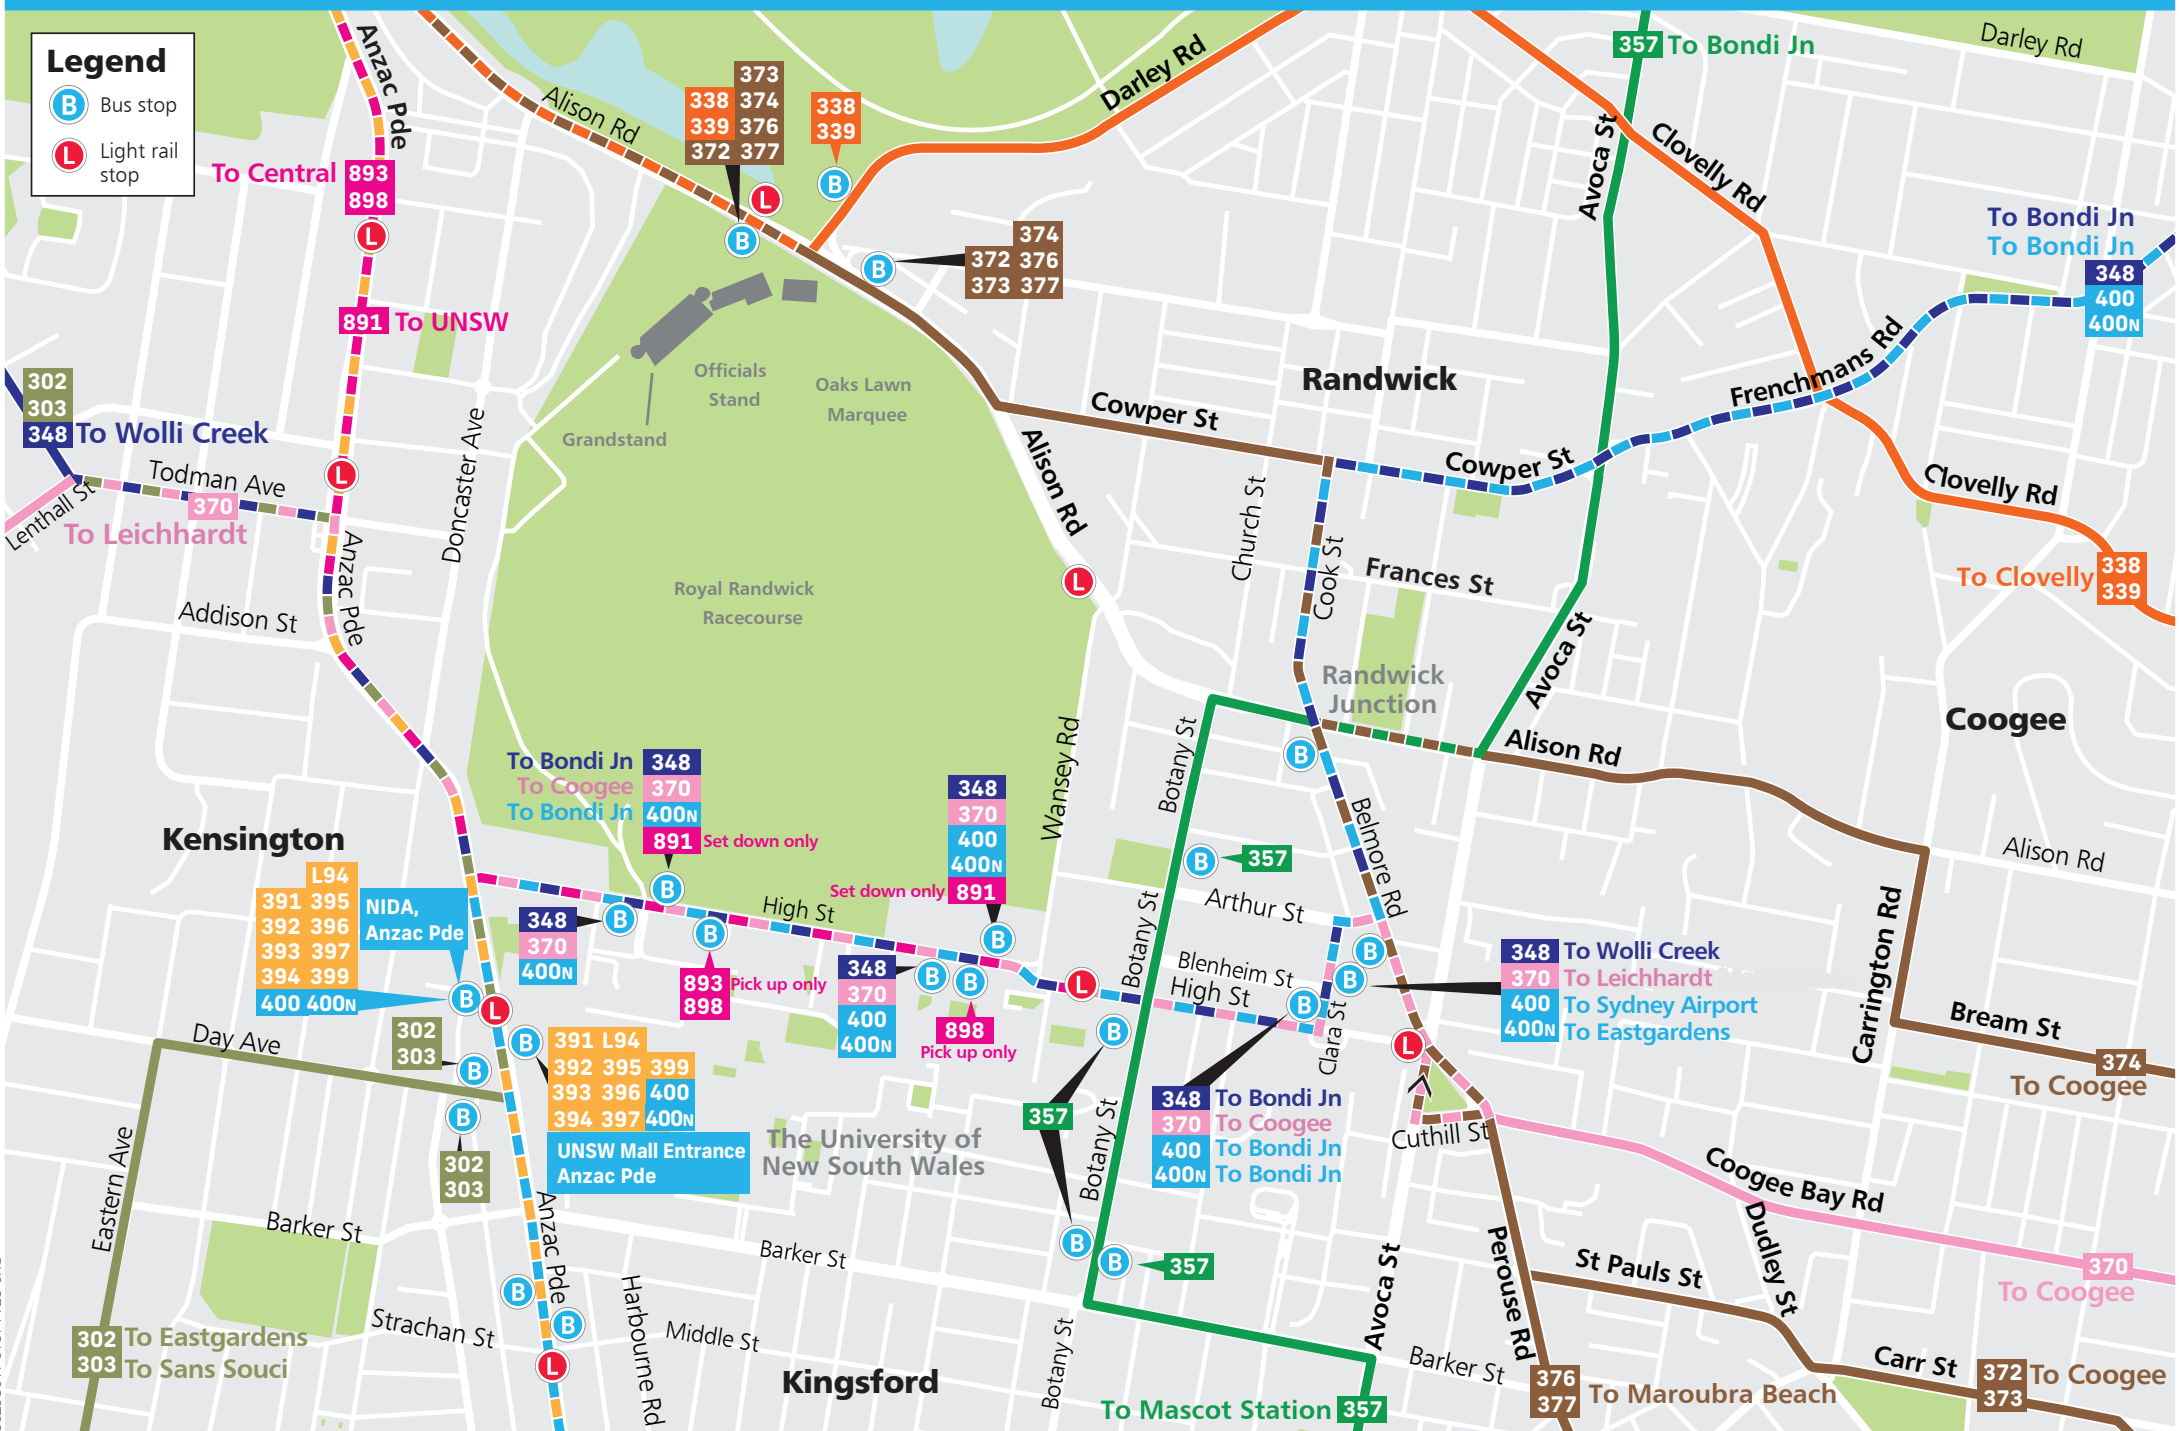 Legend
B Bus stop
L Light rail
stop
Anzac Pde
To Central 893
898
L
891 To UNSW
302
303
348 To Wolli Creek
Todman Ave
370
Lenthall St
To Leichhardt
L
Anzac Pde
Addison St
Doncaster Ave
Alison Rd
373
338 374
339 376
372 377
338
339
B
L
B
Darley Rd
B
374
372 376
373 377
Officials
Stand
Oaks Lawn
Marquee
Grandstand
Royal Randwick
Racecourse
Alison Rd
L
Cowper St
Randwick
357 To Bondi Jn
Avoca St
Darley Rd
Clovelly Rd
To Bondi Jn
To Bondi Jn
348
400
400N
Frenchmans Rd
Cowper St
Clovelly Rd
To Clovelly 338
339
Church St
Cook St
Frances St
Avoca St
Randwick
Junction
Alison Rd
Coogee
Alison Rd
B
Belmore Rd
Botany St
Wansey Rd
Kensington
To Bondi Jn 348
To Coogee 370
To Bondi Jn 400N
891 Set down only
B
348
370
400
400N
Set down only 891
B
High St
348
370
400N
B
B
893 Pick up only
898
348
370
400
400N
B
B
898
Pick up only
L
L94
391 395
392 396
393 397
394 399
400 400N
NIDA,
Anzac Pde
B
L
302
303
B
B
391 L94
392 395 399
393 396 400
394 397 400N
UNSW Mall Entrance
Anzac Pde
Day Ave
B
302
303
Eastern Ave
Barker St
Strachan St
302 To Eastgardens
303 To Sans Souci
Anzac Pde
B
B
L
Harbourne Rd
Middle St
Barker St
Kingsford
The University of
New South Wales
B 357
Arthur St
Botany St
Blenheim St
High St
Clara St
B
B
B
B
357
348 To Wolli Creek
370 To Leichhardt
400 To Sydney Airport
400N To Eastgardens
348 To Bondi Jn
370 To Coogee
400 To Bondi Jn
400N To Bondi Jn
L
Cuthill St
Botany St
B
B 357
Botany St
To Mascot Station 357
Avoca St
Barker St
Perouse Rd
376
377 To Maroubra Beach
Carrington Rd
Bream St
374
To Coogee
Coogee Bay Rd
370
To Coogee
Dudley St
St Pauls St
Carr St
372 To Coogee
373